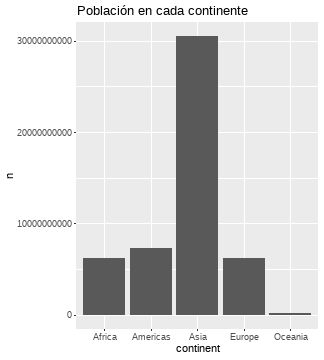 Población en cada continente
30000000000
20000000000
10000000000
0
n
Africa Americas Asia Europe Oceania
continent